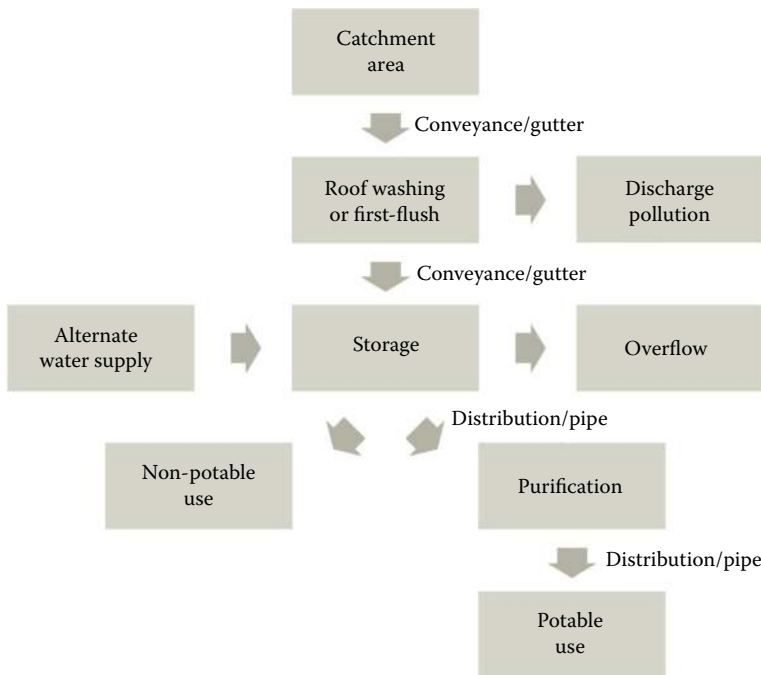 Catchment
area
Conveyance/gutter
Roof washing
or first-flush
Discharge
pollution
Conveyance/gutter
Alternate
water supply
Storage
Overflow
Distribution/pipe
Non-potable
use
Purification
Distribution/pipe
Potable
use